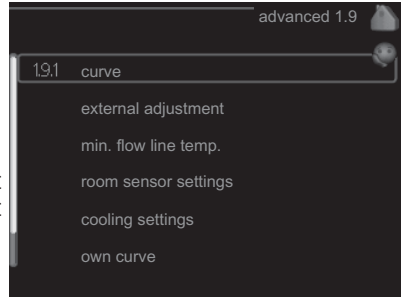 advanced 1.9
1.9.1 curve
external adjustment
min. flow line temp.
room sensor settings
cooling settings
own curve